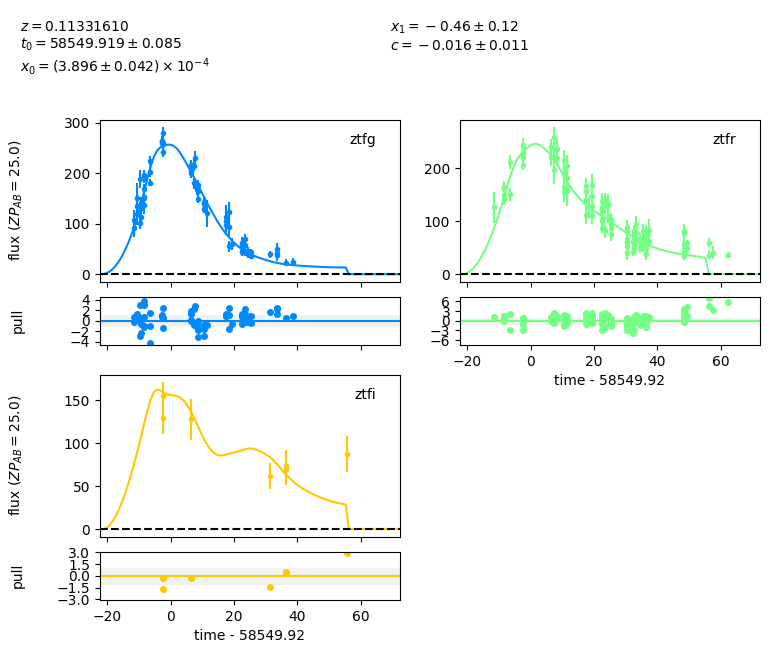 z = 0.11331610
t₀ = 58549.919 ± 0.085
x₀ = (3.896 ± 0.042) × 10⁻⁴
x₁ = −0.46 ± 0.12
c = −0.016 ± 0.011
flux (ZP_AB = 25.0)
300
200
100
0
ztfg
200
100
0
ztfr
pull
4
2
0
−2
−4
6
3
0
−3
−6
−20
0
20
40
60
time - 58549.92
flux (ZP_AB = 25.0)
150
100
50
0
ztfi
pull
3.0
1.5
0.0
−1.5
−3.0
−20
0
20
40
60
time - 58549.92